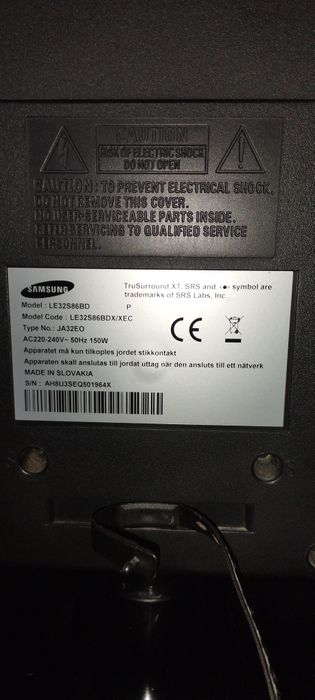 CAUTION
RISK OF ELECTRIC SHOCK
DO NOT OPEN
CAUTION: TO PREVENT ELECTRICAL SHOCK,
DO NOT REMOVE THIS COVER.
NO USER-SERVICEABLE PARTS INSIDE.
REFER SERVICING TO QUALIFIED SERVICE
PERSONNEL.
SAMSUNG
TruSurround XT, SRS and (●) symbol are
trademarks of SRS Labs, Inc.
Model : LE32S86BD P
Model Code : LE32S86BDX/XEC
Type No.: JA32EO
AC220-240V~ 50Hz 150W
CE
Apparatet må kun tilkoples jordet stikkontakt
Apparaten skall anslutas till jordat uttag när den ansluts till ett nätverk
MADE IN SLOVAKIA
S/N : AH8U3SEQ501964X